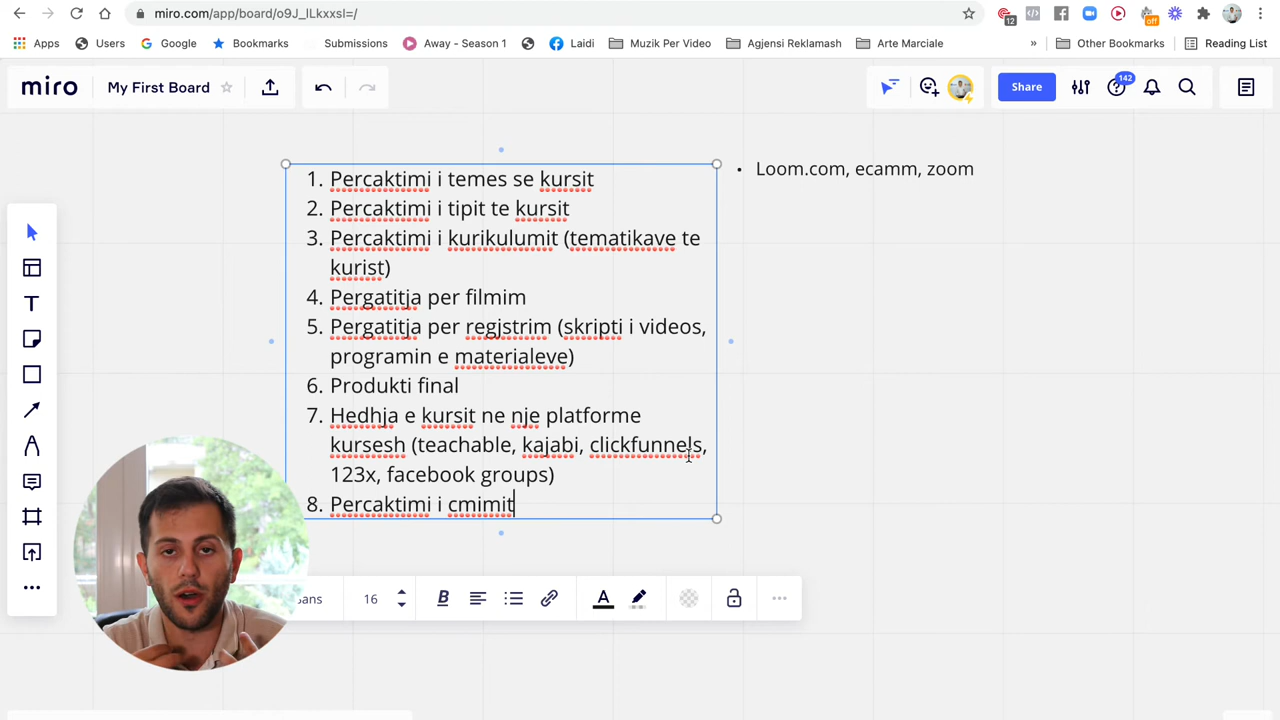 miro.com/app/board/o9J_lLkxxsI=/
12
off
Apps
Users
Google
Bookmarks
Submissions
Away - Season 1
Laidi
Muzik Per Video
Agjensi Reklamash
Arte Marciale
»
Other Bookmarks
Reading List
miro
My First Board
Share
142
1. Percaktimi i temes se kursit
2. Percaktimi i tipit te kursit
3. Percaktimi i kurikulumit (tematikave te
kurist)
4. Pergatitja per filmim
5. Pergatitja per regjstrim (skripti i videos,
programin e materialeve)
6. Produkti final
7. Hedhja e kursit ne nje platforme
kursesh (teachable, kajabi, clickfunnels,
123x, facebook groups)
8. Percaktimi i cmimit
• Loom.com, ecamm, zoom
16
B
A
T